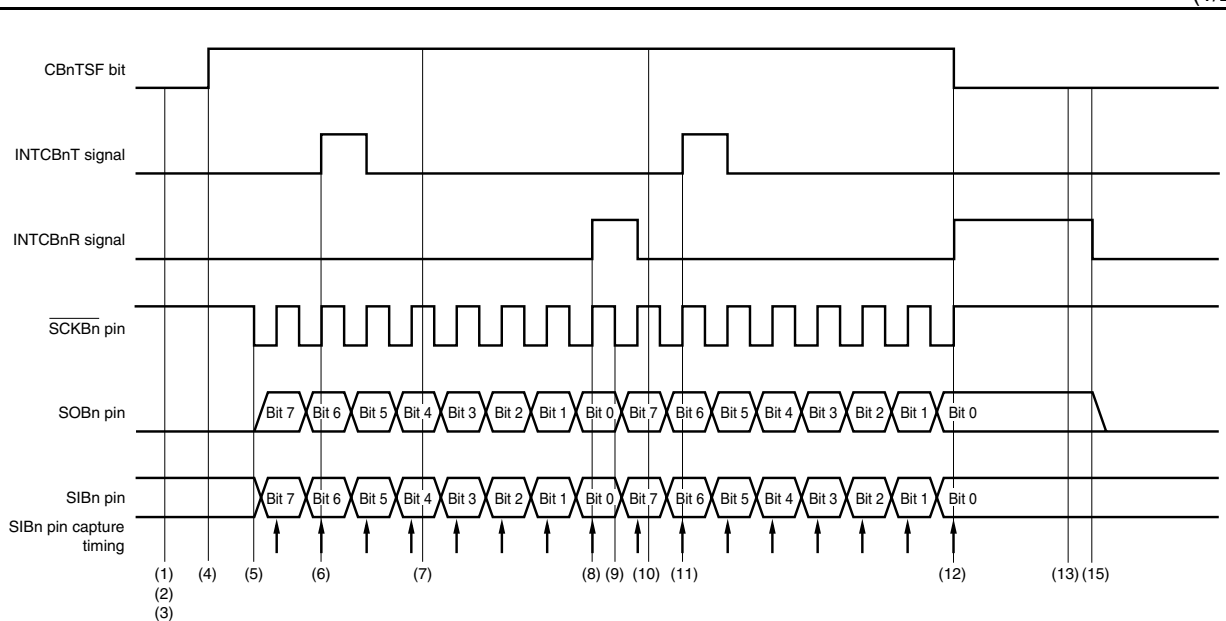 CBnTSF bit
INTCBnT signal
INTCBnR signal
SCKBn pin
SOBn pin
Bit 7 Bit 6 Bit 5 Bit 4 Bit 3 Bit 2 Bit 1 Bit 0 Bit 7 Bit 6 Bit 5 Bit 4 Bit 3 Bit 2 Bit 1 Bit 0
SIBn pin
Bit 7 Bit 6 Bit 5 Bit 4 Bit 3 Bit 2 Bit 1 Bit 0 Bit 7 Bit 6 Bit 5 Bit 4 Bit 3 Bit 2 Bit 1 Bit 0
SIBn pin capture
timing
(1) (4) (5) (6) (7) (8) (9) (10) (11) (12) (13) (15)
(2)
(3)